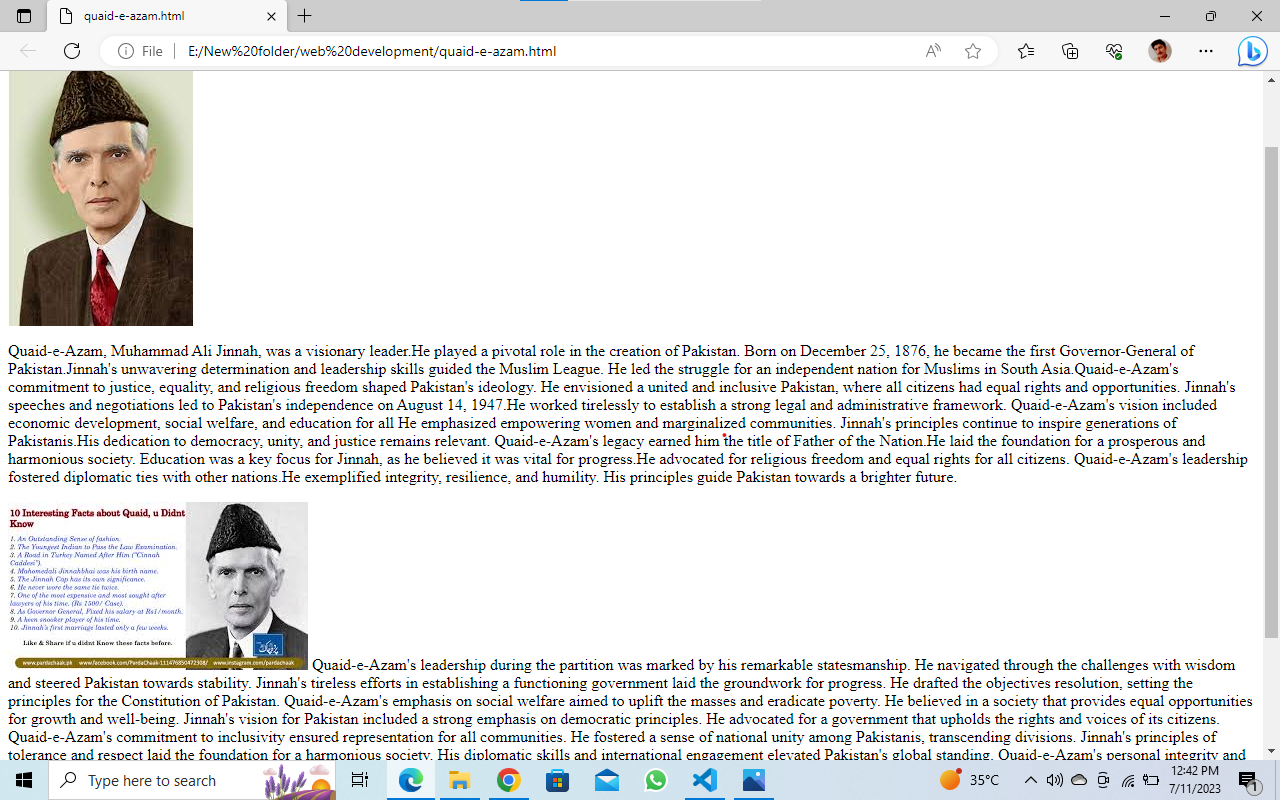 quaid-e-azam.html
File
E:/New%20folder/web%20development/quaid-e-azam.html
Quaid-e-Azam, Muhammad Ali Jinnah, was a visionary leader.He played a pivotal role in the creation of Pakistan. Born on December 25, 1876, he became the first Governor-General of
Pakistan.Jinnah's unwavering determination and leadership skills guided the Muslim League. He led the struggle for an independent nation for Muslims in South Asia.Quaid-e-Azam's
commitment to justice, equality, and religious freedom shaped Pakistan's ideology. He envisioned a united and inclusive Pakistan, where all citizens had equal rights and opportunities. Jinnah's
speeches and negotiations led to Pakistan's independence on August 14, 1947.He worked tirelessly to establish a strong legal and administrative framework. Quaid-e-Azam's vision included
economic development, social welfare, and education for all He emphasized empowering women and marginalized communities. Jinnah's principles continue to inspire generations of
Pakistanis.His dedication to democracy, unity, and justice remains relevant. Quaid-e-Azam's legacy earned him the title of Father of the Nation.He laid the foundation for a prosperous and
harmonious society. Education was a key focus for Jinnah, as he believed it was vital for progress.He advocated for religious freedom and equal rights for all citizens. Quaid-e-Azam's leadership
fostered diplomatic ties with other nations.He exemplified integrity, resilience, and humility. His principles guide Pakistan towards a brighter future.
10 Interesting Facts about Quaid, u Didnt
Know
1. An Outstanding Sense of fashion.
2. The Youngest Indian to Pass the Law Examination.
3. A Road in Turkey Named After Him ("Cinnah
Caddesi").
4. Mahomedali Jinnahbhai was his birth name.
5. The Jinnah Cap has its own significance.
6. He never wore the same tie twice.
7. One of the most expensive and most sought after
lawyers of his time. (Rs 1500/ Case).
8. As Governor General, Fixed his salary at Rs1/month.
9. A keen snooker player of his time.
10. Jinnah's first marriage lasted only a few weeks.
Like & Share if u didnt Know these facts before.
www.pardachaak.pk www.facebook.com/PardaChaak-111476850472308/ www.instagram.com/pardachaak
Quaid-e-Azam's leadership during the partition was marked by his remarkable statesmanship. He navigated through the challenges with wisdom
and steered Pakistan towards stability. Jinnah's tireless efforts in establishing a functioning government laid the groundwork for progress. He drafted the objectives resolution, setting the
principles for the Constitution of Pakistan. Quaid-e-Azam's emphasis on social welfare aimed to uplift the masses and eradicate poverty. He believed in a society that provides equal opportunities
for growth and well-being. Jinnah's vision for Pakistan included a strong emphasis on democratic principles. He advocated for a government that upholds the rights and voices of its citizens.
Quaid-e-Azam's commitment to inclusivity ensured representation for all communities. He fostered a sense of national unity among Pakistanis, transcending divisions. Jinnah's principles of
tolerance and respect laid the foundation for a harmonious society. His diplomatic skills and international engagement elevated Pakistan's global standing. Quaid-e-Azam's personal integrity and
Type here to search
35°C
12:42 PM
7/11/2023
1